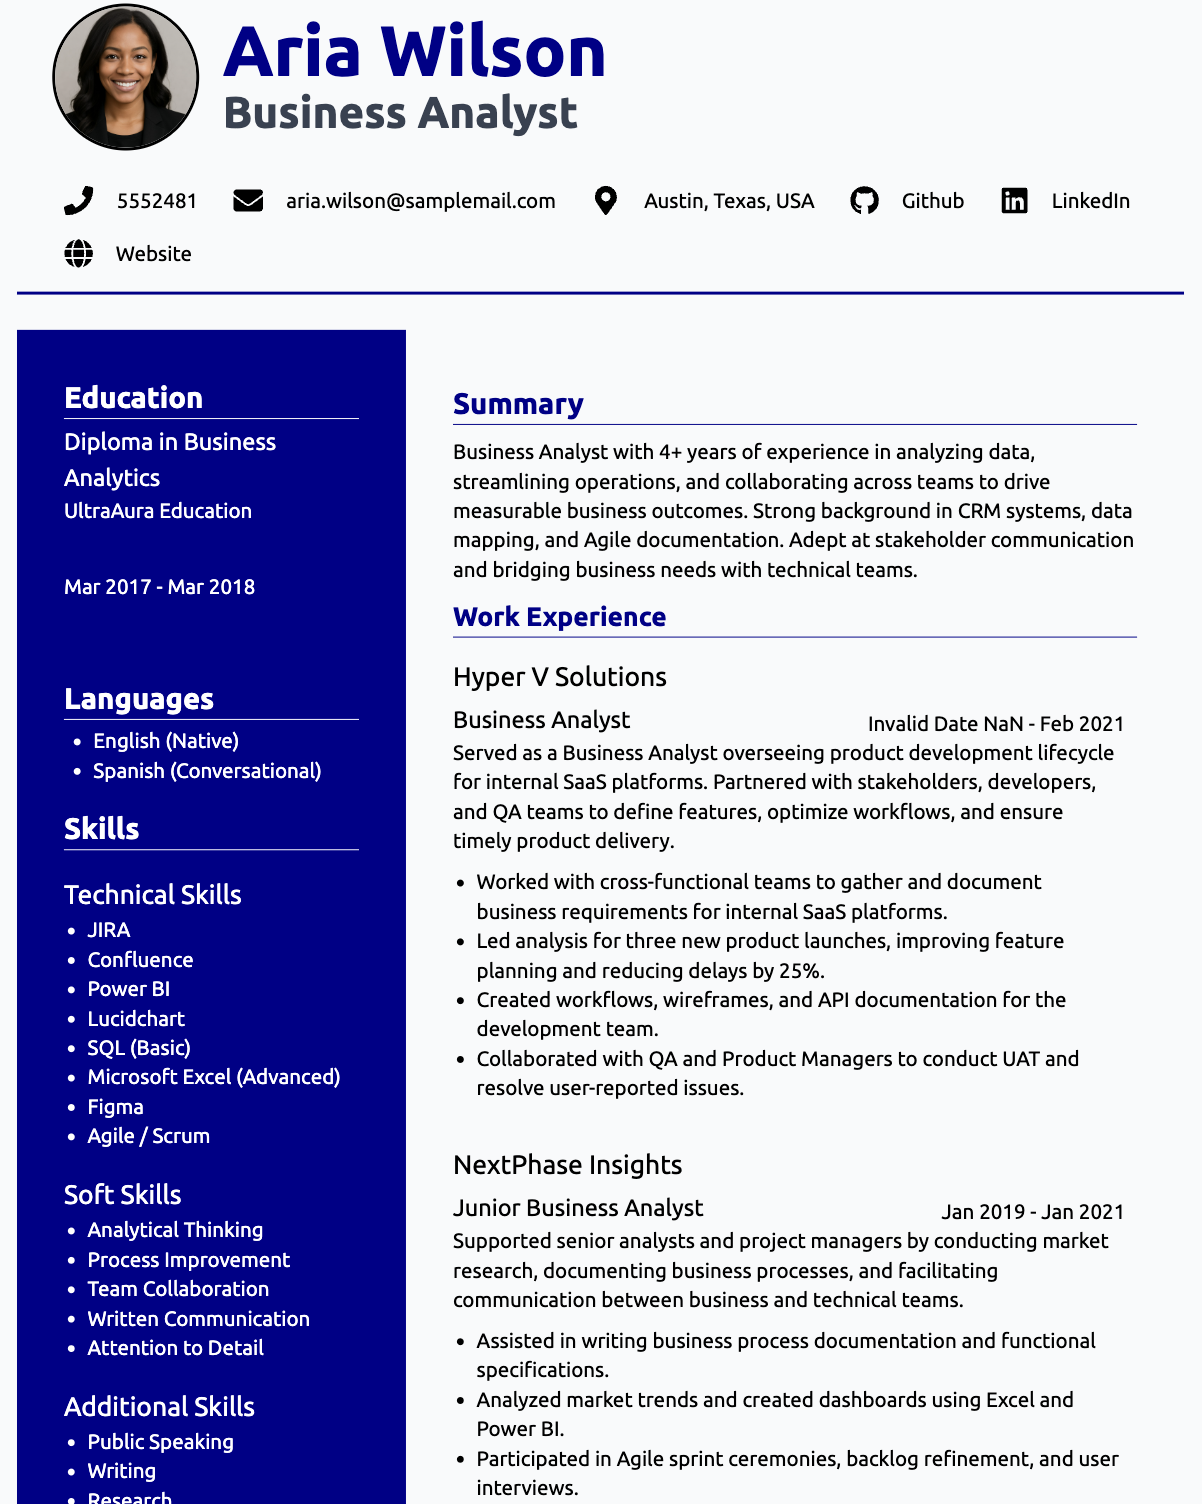 Aria Wilson
Business Analyst
5552481 aria.wilson@samplemail.com Austin, Texas, USA Github LinkedIn
Website
Education
Diploma in Business
Analytics
UltraAura Education
Mar 2017 - Mar 2018
Languages
• English (Native)
• Spanish (Conversational)
Skills
Technical Skills
• JIRA
• Confluence
• Power BI
• Lucidchart
• SQL (Basic)
• Microsoft Excel (Advanced)
• Figma
• Agile / Scrum
Soft Skills
• Analytical Thinking
• Process Improvement
• Team Collaboration
• Written Communication
• Attention to Detail
Additional Skills
• Public Speaking
• Writing
• Research
Summary
Business Analyst with 4+ years of experience in analyzing data,
streamlining operations, and collaborating across teams to drive
measurable business outcomes. Strong background in CRM systems, data
mapping, and Agile documentation. Adept at stakeholder communication
and bridging business needs with technical teams.
Work Experience
Hyper V Solutions
Business Analyst Invalid Date NaN - Feb 2021
Served as a Business Analyst overseeing product development lifecycle
for internal SaaS platforms. Partnered with stakeholders, developers,
and QA teams to define features, optimize workflows, and ensure
timely product delivery.
• Worked with cross-functional teams to gather and document
business requirements for internal SaaS platforms.
• Led analysis for three new product launches, improving feature
planning and reducing delays by 25%.
• Created workflows, wireframes, and API documentation for the
development team.
• Collaborated with QA and Product Managers to conduct UAT and
resolve user-reported issues.
NextPhase Insights
Junior Business Analyst Jan 2019 - Jan 2021
Supported senior analysts and project managers by conducting market
research, documenting business processes, and facilitating
communication between business and technical teams.
• Assisted in writing business process documentation and functional
specifications.
• Analyzed market trends and created dashboards using Excel and
Power BI.
• Participated in Agile sprint ceremonies, backlog refinement, and user
interviews.